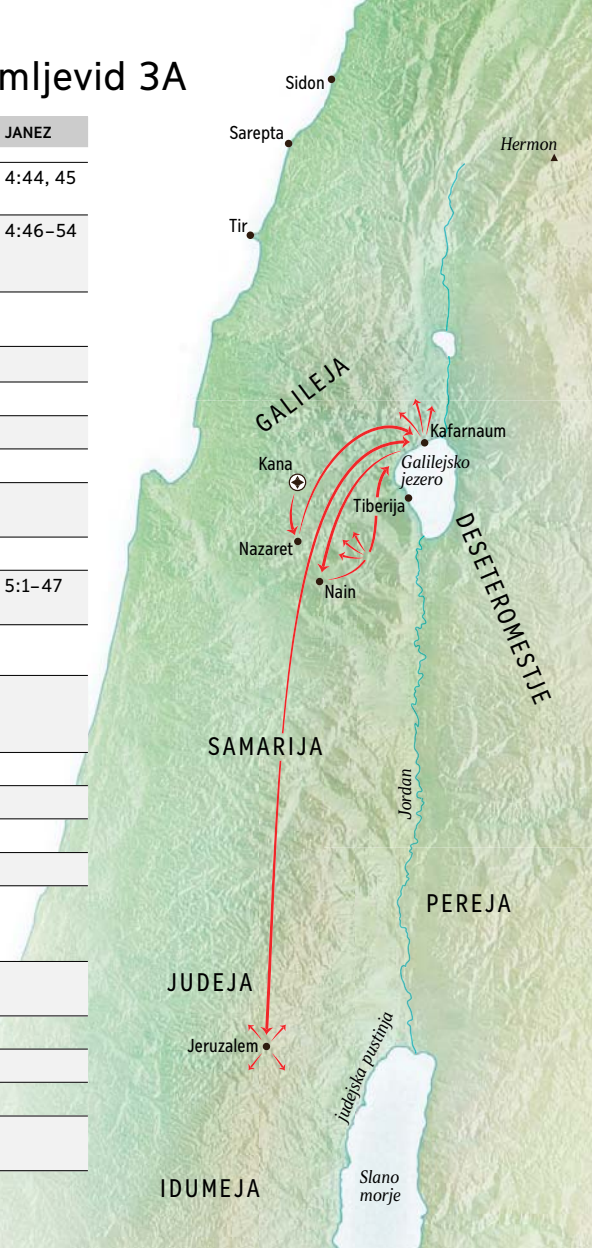 mljevid 3A
JANEZ
4:44, 45
4:46–54
5:1–47
Sidon
Sarepta
Hermon
Tir
GALILEJA
Kafarnaum
Kana
Galilejsko
jezero
Tiberija
Nazaret
Nain
DESETEROMESTJE
SAMARIJA
Jordan
PEREJA
JUDEJA
Jeruzalem
judejska pustinja
Slano
morje
IDUMEJA